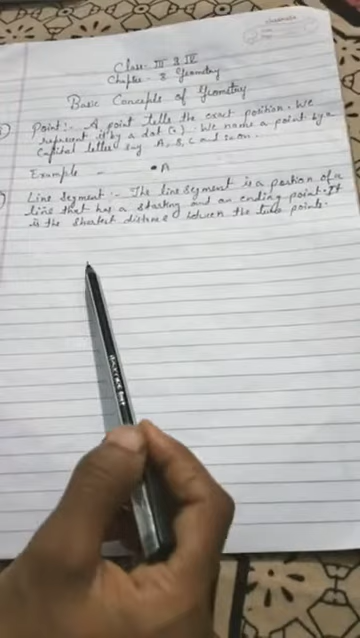 Class- III & IV
Chapter - 8 Geometry
Basic Concepts of Geometry
Point:- A point tells the exact position. We
represent it by a dot (•). We name a point by a
Capital letter say A, B, C and so on.
Example - •A
Line Segment:- The line segment is a portion of a
line that has a starting and an ending point. It
is the shortest distance between the two points.